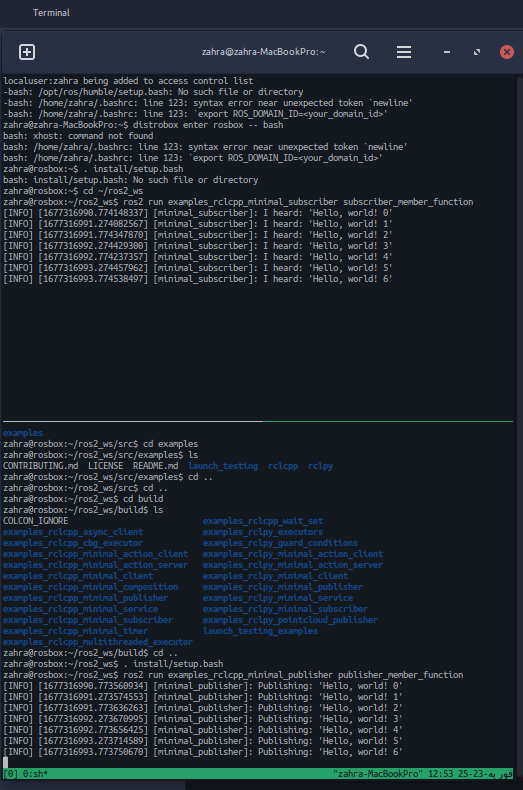 Terminal
zahra@zahra-MacBookPro:~
localuser:zahra being added to access control list
-bash: /opt/ros/humble/setup.bash: No such file or directory
-bash: /home/zahra/.bashrc: line 123: syntax error near unexpected token `newline'
-bash: /home/zahra/.bashrc: line 123: `export ROS_DOMAIN_ID=<your_domain_id>'
zahra@zahra-MacBookPro:~$ distrobox enter rosbox -- bash
bash: xhost: command not found
bash: /home/zahra/.bashrc: line 123: syntax error near unexpected token `newline'
bash: /home/zahra/.bashrc: line 123: `export ROS_DOMAIN_ID=<your_domain_id>'
zahra@rosbox:~$ . install/setup.bash
bash: install/setup.bash: No such file or directory
zahra@rosbox:~$ cd ~/ros2_ws
zahra@rosbox:~/ros2_ws$ ros2 run examples_rclcpp_minimal_subscriber subscriber_member_function
[INFO] [1677316990.774148337] [minimal_subscriber]: I heard: 'Hello, world! 0'
[INFO] [1677316991.274082567] [minimal_subscriber]: I heard: 'Hello, world! 1'
[INFO] [1677316991.774347870] [minimal_subscriber]: I heard: 'Hello, world! 2'
[INFO] [1677316992.274429300] [minimal_subscriber]: I heard: 'Hello, world! 3'
[INFO] [1677316992.774237357] [minimal_subscriber]: I heard: 'Hello, world! 4'
[INFO] [1677316993.274457962] [minimal_subscriber]: I heard: 'Hello, world! 5'
[INFO] [1677316993.774538497] [minimal_subscriber]: I heard: 'Hello, world! 6'
examples
zahra@rosbox:~/ros2_ws/src$ cd examples
zahra@rosbox:~/ros2_ws/src/examples$ ls
CONTRIBUTING.md LICENSE README.md launch_testing rclcpp rclpy
zahra@rosbox:~/ros2_ws/src/examples$ cd ..
zahra@rosbox:~/ros2_ws/src$ cd ..
zahra@rosbox:~/ros2_ws$ cd build
zahra@rosbox:~/ros2_ws/build$ ls
COLCON_IGNORE examples_rclcpp_wait_set
examples_rclcpp_async_client examples_rclpy_executors
examples_rclcpp_cbg_executor examples_rclpy_guard_conditions
examples_rclcpp_minimal_action_client examples_rclpy_minimal_action_client
examples_rclcpp_minimal_action_server examples_rclpy_minimal_action_server
examples_rclcpp_minimal_client examples_rclpy_minimal_client
examples_rclcpp_minimal_composition examples_rclpy_minimal_publisher
examples_rclcpp_minimal_publisher examples_rclpy_minimal_service
examples_rclcpp_minimal_service examples_rclpy_minimal_subscriber
examples_rclcpp_minimal_subscriber examples_rclpy_pointcloud_publisher
examples_rclcpp_minimal_timer launch_testing_examples
examples_rclcpp_multithreaded_executor
zahra@rosbox:~/ros2_ws/build$ cd ..
zahra@rosbox:~/ros2_ws$ . install/setup.bash
zahra@rosbox:~/ros2_ws$ ros2 run examples_rclcpp_minimal_publisher publisher_member_function
[INFO] [1677316990.773560934] [minimal_publisher]: Publishing: 'Hello, world! 0'
[INFO] [1677316991.273574553] [minimal_publisher]: Publishing: 'Hello, world! 1'
[INFO] [1677316991.773636263] [minimal_publisher]: Publishing: 'Hello, world! 2'
[INFO] [1677316992.273670995] [minimal_publisher]: Publishing: 'Hello, world! 3'
[INFO] [1677316992.773656425] [minimal_publisher]: Publishing: 'Hello, world! 4'
[INFO] [1677316993.273714589] [minimal_publisher]: Publishing: 'Hello, world! 5'
[INFO] [1677316993.773750670] [minimal_publisher]: Publishing: 'Hello, world! 6'
[0] 0:sh* "zahra-MacBookPro" 12:53 25-فوریه-23